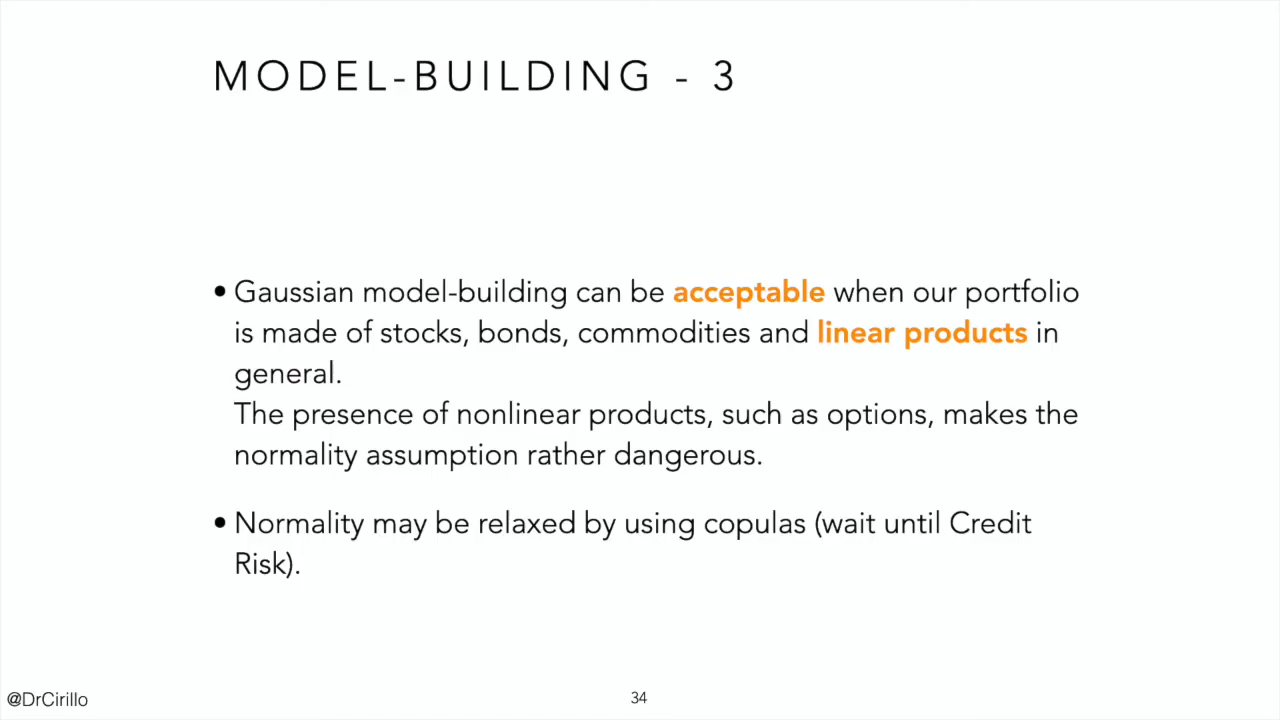 MODEL-BUILDING - 3
• Gaussian model-building can be acceptable when our portfolio
is made of stocks, bonds, commodities and linear products in
general.
The presence of nonlinear products, such as options, makes the
normality assumption rather dangerous.
• Normality may be relaxed by using copulas (wait until Credit
Risk).
@DrCirillo
34